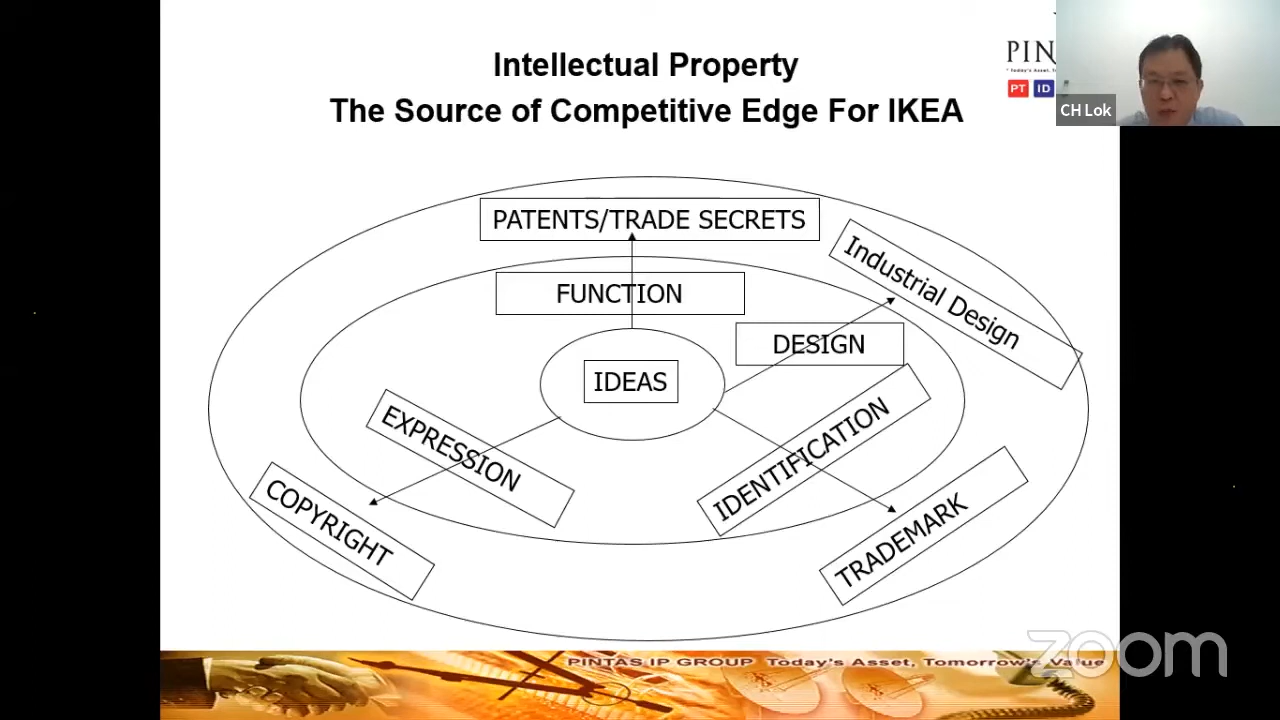 Intellectual Property
The Source of Competitive Edge For IKEA
PIN
PT ID
CH Lok
PATENTS/TRADE SECRETS
Industrial Design
FUNCTION
DESIGN
IDEAS
EXPRESSION
IDENTIFICATION
COPYRIGHT
TRADEMARK
PINTAS IP GROUP Today's Asset, Tomorrow's Value
zoom